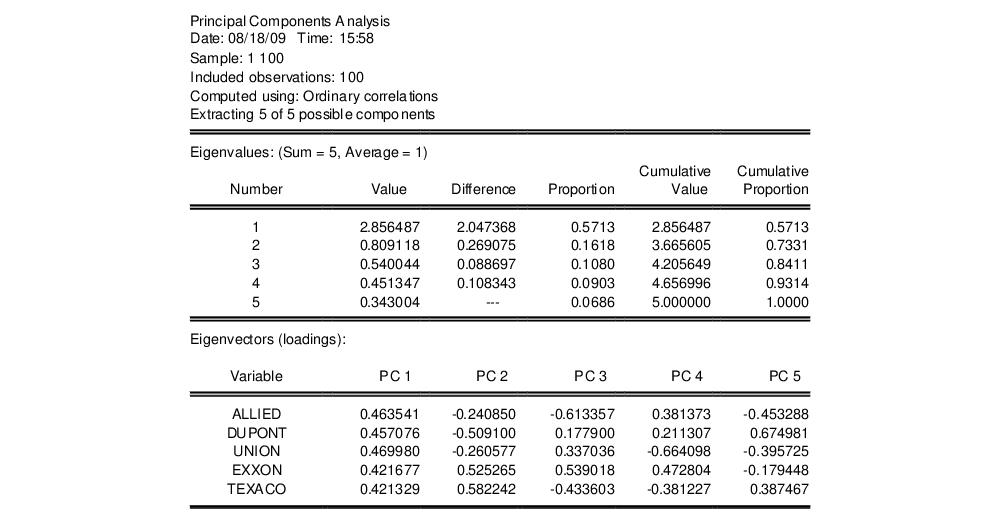 Principal Components Analysis
Date: 08/18/09 Time: 15:58
Sample: 1 100
Included observations: 100
Computed using: Ordinary correlations
Extracting 5 of 5 possible components
Eigenvalues: (Sum = 5, Average = 1)
Cumulative Cumulative
Number Value Difference Proportion Value Proportion
1 2.856487 2.047368 0.5713 2.856487 0.5713
2 0.809118 0.269075 0.1618 3.665605 0.7331
3 0.540044 0.088697 0.1080 4.205649 0.8411
4 0.451347 0.108343 0.0903 4.656996 0.9314
5 0.343004 --- 0.0686 5.000000 1.0000
Eigenvectors (loadings):
Variable PC 1 PC 2 PC 3 PC 4 PC 5
ALLIED 0.463541 -0.240850 -0.613357 0.381373 -0.453288
DUPONT 0.457076 -0.509100 0.177900 0.211307 0.674981
UNION 0.469980 -0.260577 0.337036 -0.664098 -0.395725
EXXON 0.421677 0.525265 0.539018 0.472804 -0.179448
TEXACO 0.421329 0.582242 -0.433603 -0.381227 0.387467